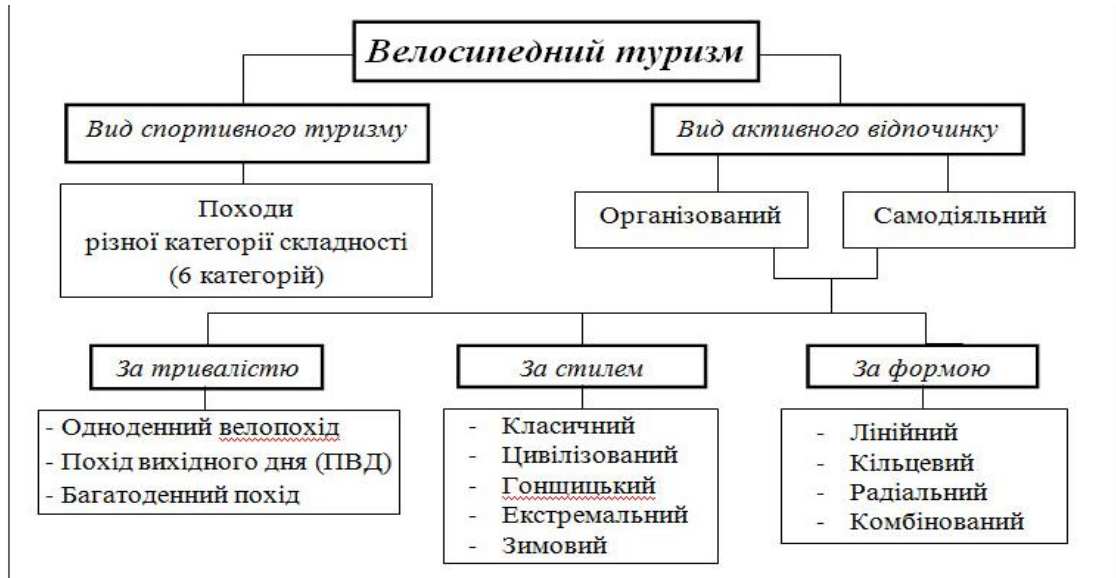 Велосипедний туризм
Вид спортивного туризму
Вид активного відпочинку
Походи
різної категорії складності
(6 категорій)
Організований
Самодіяльний
За тривалістю
За стилем
За формою
- Одноденний велопохід
- Похід вихідного дня (ПВД)
- Багатоденний похід
- Класичний
- Цивілізований
- Гонщицький
- Екстремальний
- Зимовий
- Лінійний
- Кільцевий
- Радіальний
- Комбінований